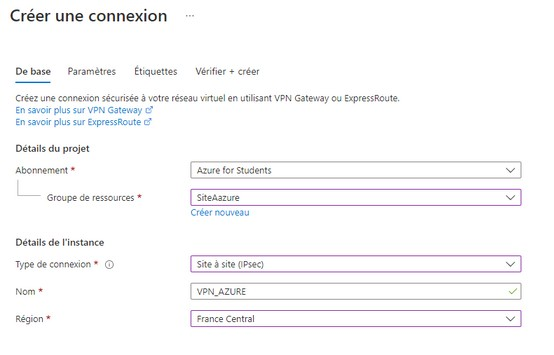 Créer une connexion ...
De base Paramètres Étiquettes Vérifier + créer
Créez une connexion sécurisée à votre réseau virtuel en utilisant VPN Gateway ou ExpressRoute.
En savoir plus sur VPN Gateway
En savoir plus sur ExpressRoute
Détails du projet
Abonnement * Azure for Students
Groupe de ressources * SiteAazure
Créer nouveau
Détails de l'instance
Type de connexion * Site à site (IPsec)
Nom * VPN_AZURE
Région * France Central